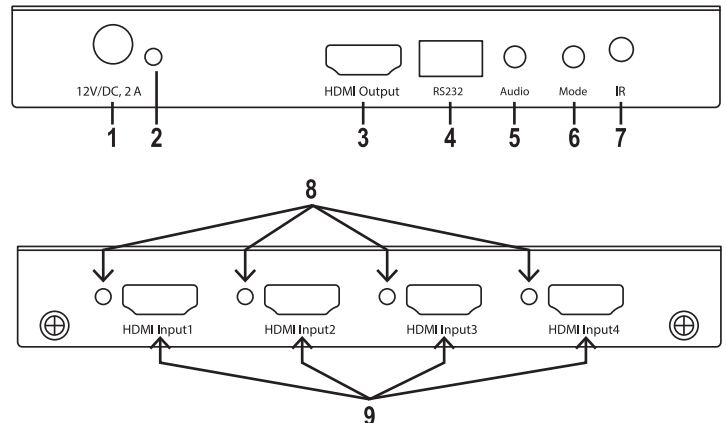 12V/DC, 2 A HDMI Output RS232 Audio Mode IR
1 2 3 4 5 6 7
8
HDMI Input1 HDMI Input2 HDMI Input3 HDMI Input4
9